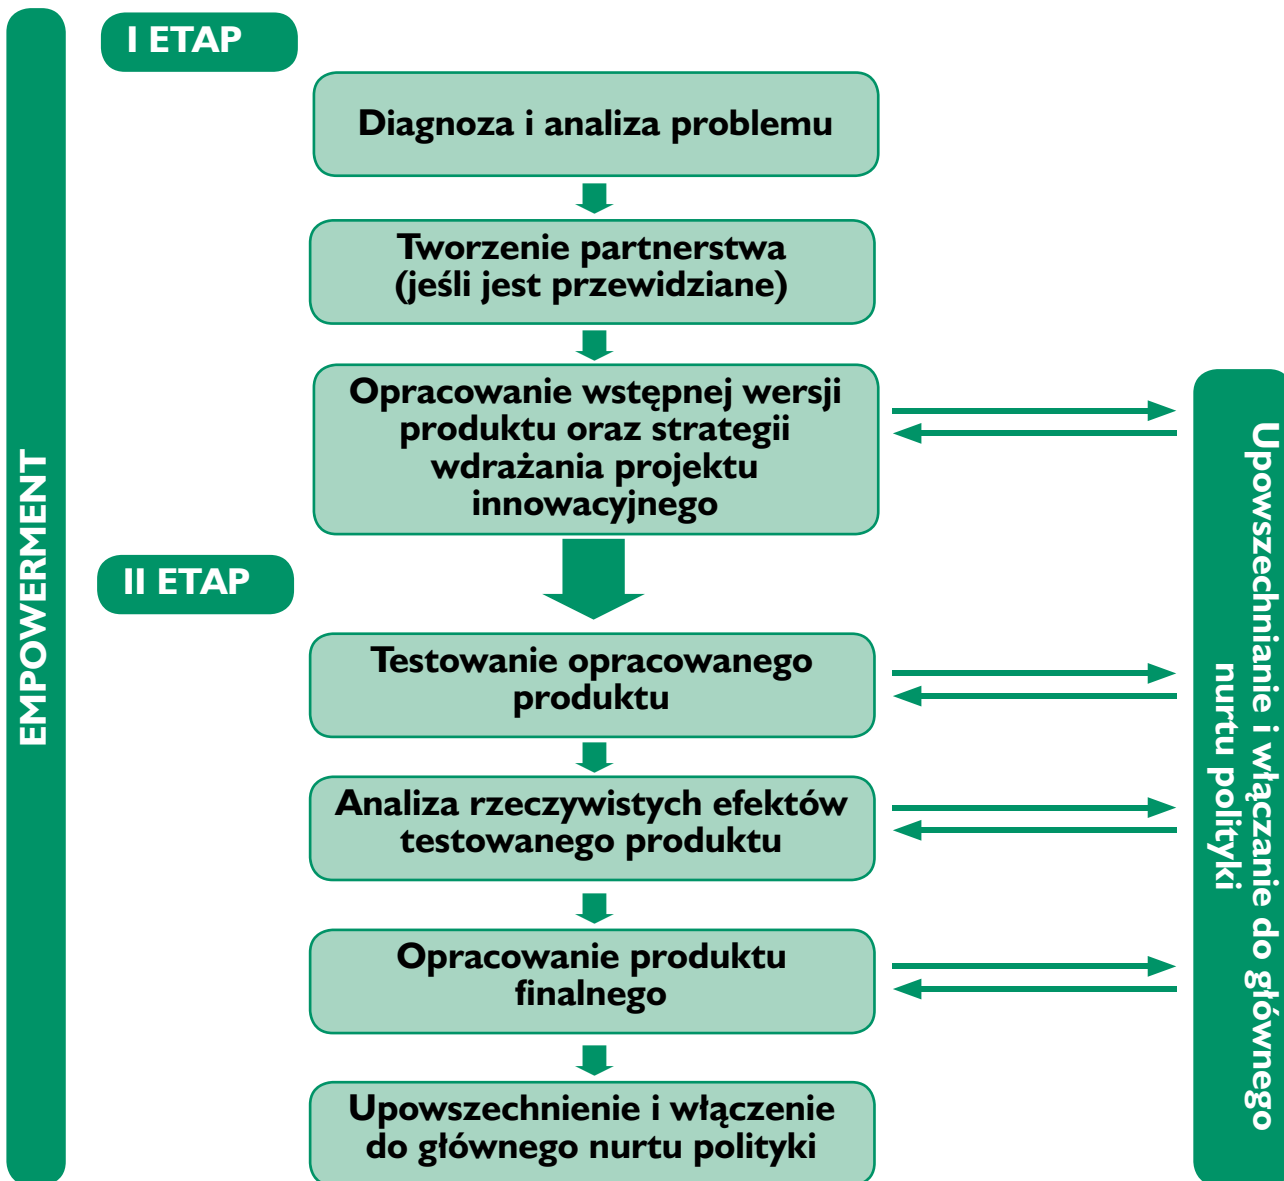 EMPOWERMENT
I ETAP
Diagnoza i analiza problemu
Tworzenie partnerstwa
(jeśli jest przewidziane)
Opracowanie wstępnej wersji
produktu oraz strategii
wdrażania projektu
innowacyjnego
II ETAP
Testowanie opracowanego
produktu
Analiza rzeczywistych efektów
testowanego produktu
Opracowanie produktu
finalnego
Upowszechnienie i włączenie
do głównego nurtu polityki
Upowszechnianie i włączanie do głównego
nurtu polityki